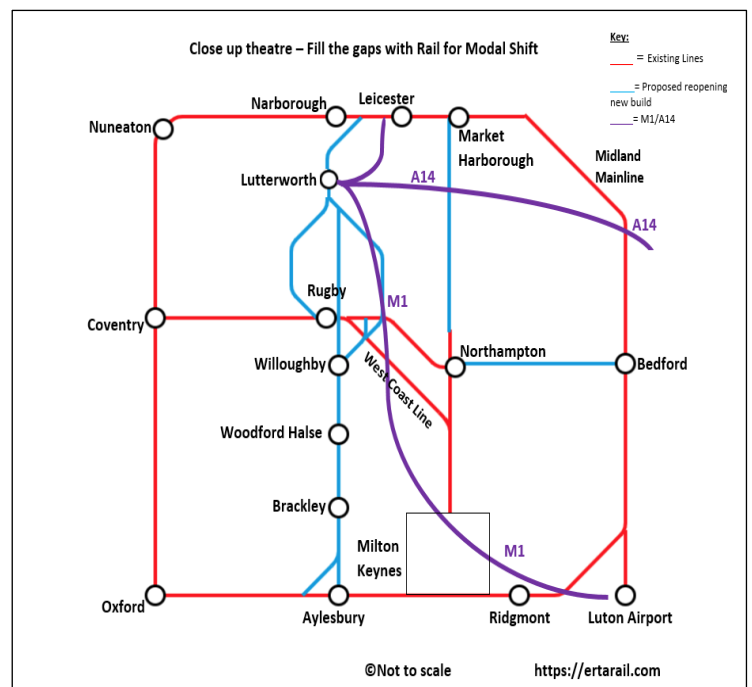 Close up theatre – Fill the gaps with Rail for Modal Shift
Key:
= Existing Lines
= Proposed reopening
new build
= M1/A14
Narborough
Leicester
Nuneaton
Market
Harborough
Midland
Mainline
Lutterworth
A14
A14
Rugby
M1
Coventry
Willoughby
Northampton
Bedford
West Coast Line
Woodford Halse
Brackley
Milton
Keynes
M1
Oxford
Aylesbury
Ridgmont
Luton Airport
©Not to scale
https://ertarail.com